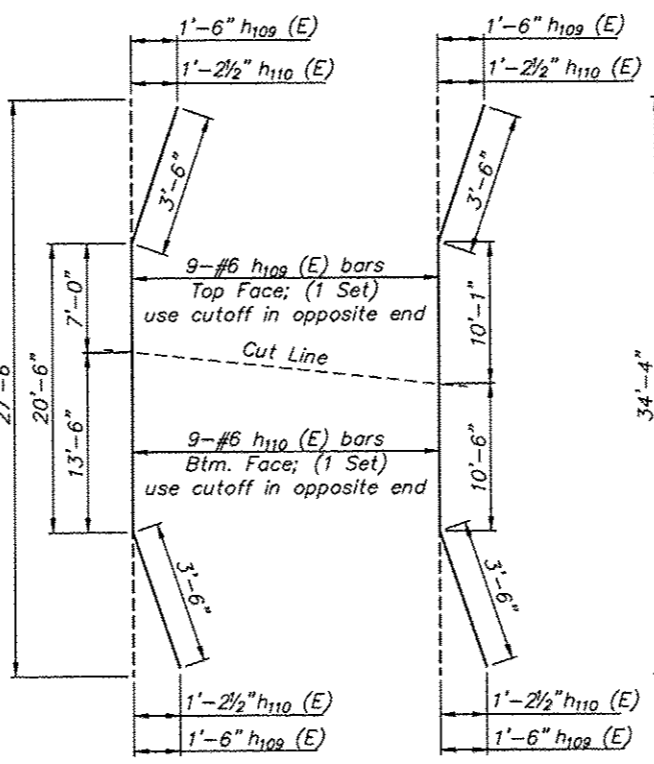 1'-6" h109 (E)
1'-6" h109 (E)
1'-2½" h110 (E)
1'-2½" h110 (E)
3'-6"
3'-6"
9-#6 h109 (E) bars
Top Face; (1 Set)
use cutoff in opposite end
7'-0"
10'-1"
Cut Line
20'-6"
34'-4"
13'-6"
9-#6 h110 (E) bars
Btm. Face; (1 Set)
use cutoff in opposite end
10'-6"
3'-6"
3'-6"
1'-2½" h110 (E)
1'-2½" h110 (E)
1'-6" h109 (E)
1'-6" h109 (E)